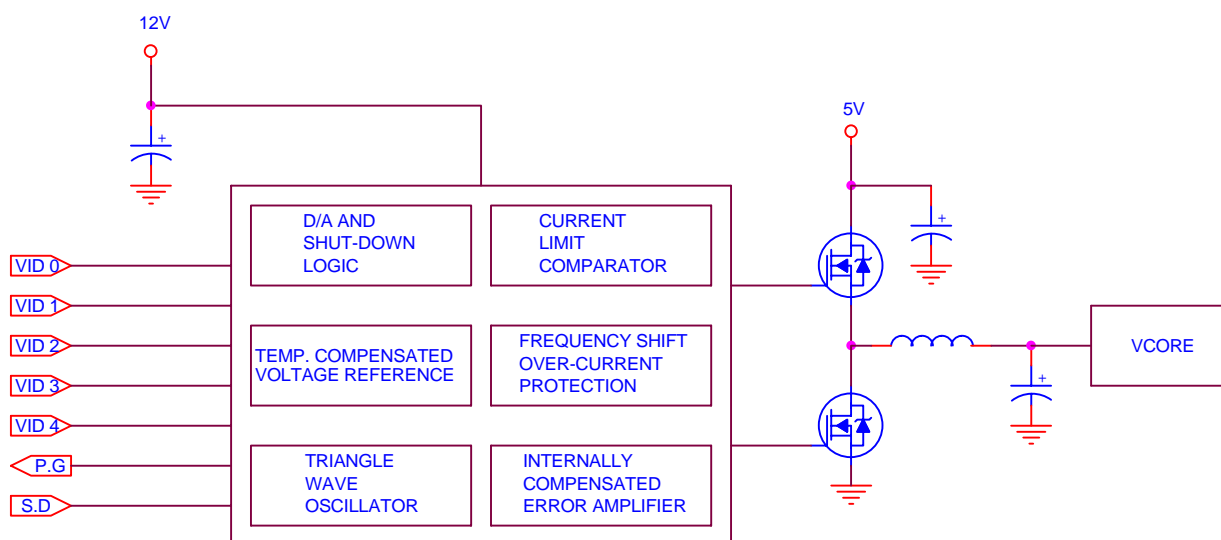 12V
5V
D/A AND
SHUT-DOWN
LOGIC
CURRENT
LIMIT
COMPARATOR
VID 0
VID 1
VID 2
VID 3
VID 4
P.G
S.D
TEMP. COMPENSATED
VOLTAGE REFERENCE
FREQUENCY SHIFT
OVER-CURRENT
PROTECTION
TRIANGLE
WAVE
OSCILLATOR
INTERNALLY
COMPENSATED
ERROR AMPLIFIER
+
+
+
VCORE